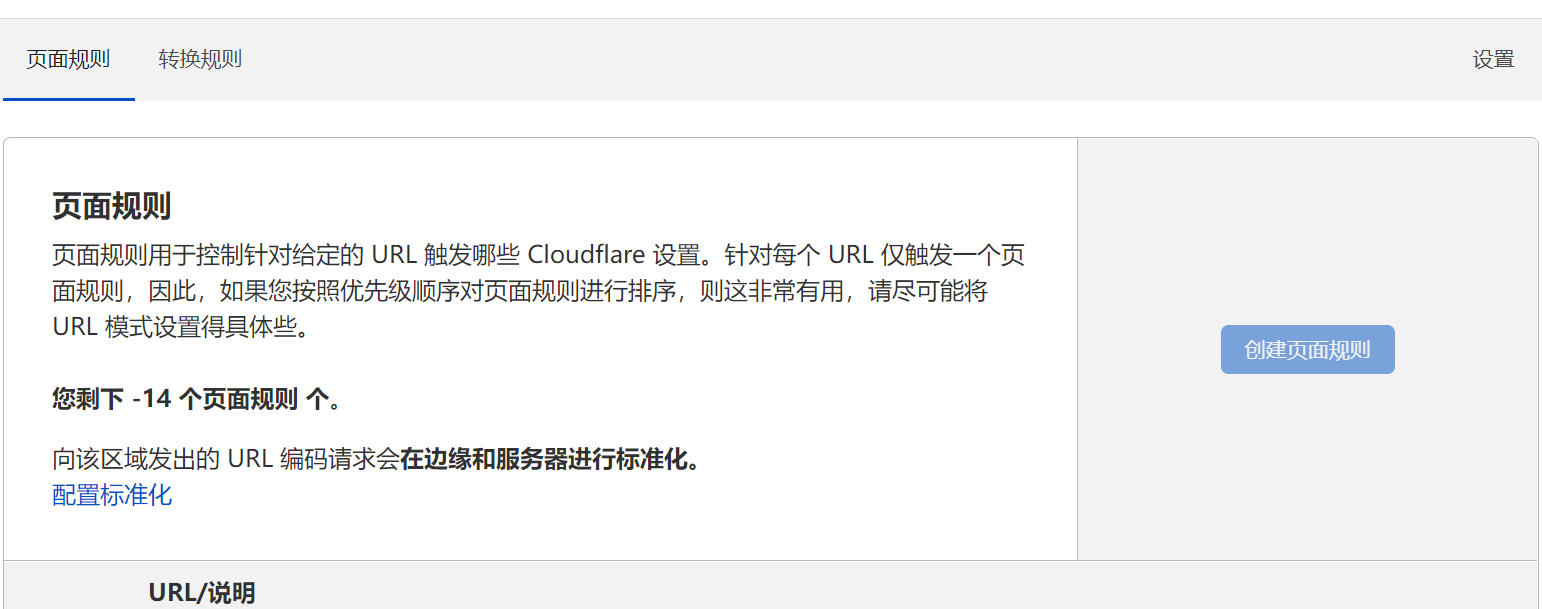 页面规则 转换规则 设置
页面规则
页面规则用于控制针对给定的 URL 触发哪些 Cloudflare 设置。针对每个 URL 仅触发一个页
面规则，因此，如果您按照优先级顺序对页面规则进行排序，则这非常有用，请尽可能将
URL 模式设置得具体些。
创建页面规则
您剩下 -14 个页面规则 个。
向该区域发出的 URL 编码请求会在边缘和服务器进行标准化。
配置标准化
URL/说明